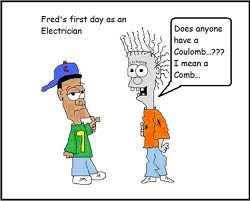 Fred's first day as an
Electrician
Does anyone
have a
Coulomb...???
I mean a
Comb...